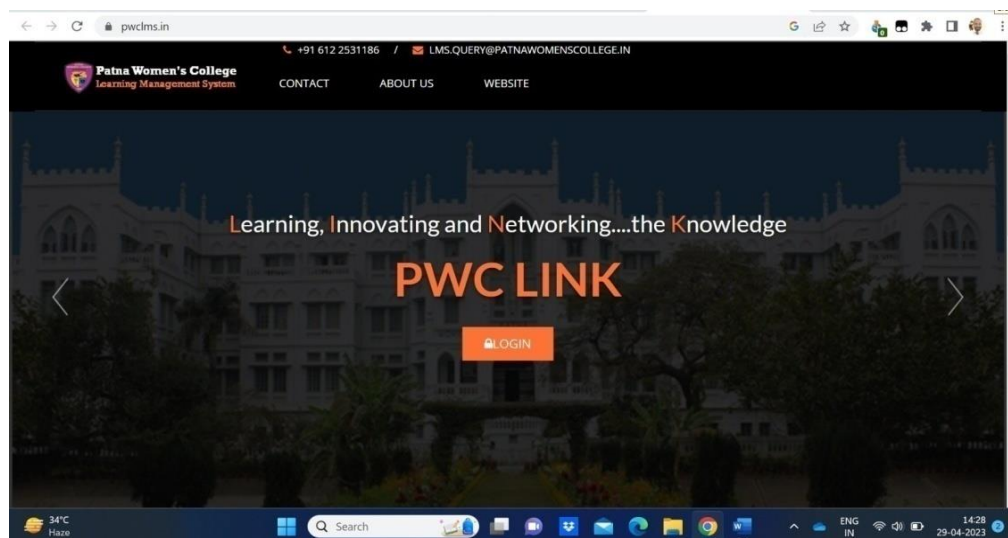 pwclms.in
+91 612 2531186 / LMS.QUERY@PATNAWOMENSCOLLEGE.IN
Patna Women's College
Learning Management System
CONTACT ABOUT US WEBSITE
Learning, Innovating and Networking....the Knowledge
PWC LINK
LOGIN
34°C
Haze
Search
ENG
IN
14:28
29-04-2023
2